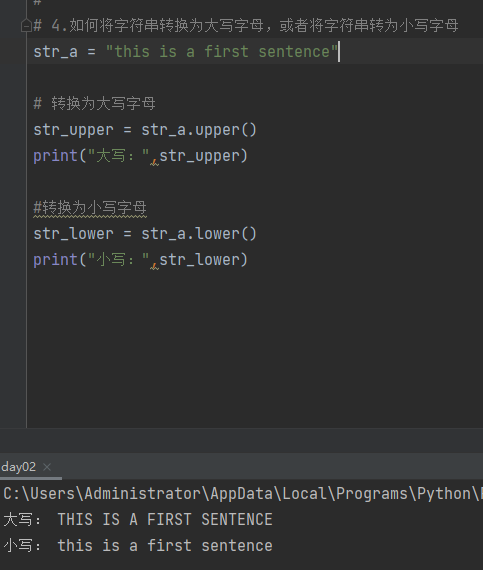 #
# 4.如何将字符串转换为大写字母，或者将字符串转为小写字母
str_a = "this is a first sentence"
# 转换为大写字母
str_upper = str_a.upper()
print("大写：",str_upper)
#转换为小写字母
str_lower = str_a.lower()
print("小写：",str_lower)
day02 ×
C:\Users\Administrator\AppData\Local\Programs\Python\
大写： THIS IS A FIRST SENTENCE
小写： this is a first sentence